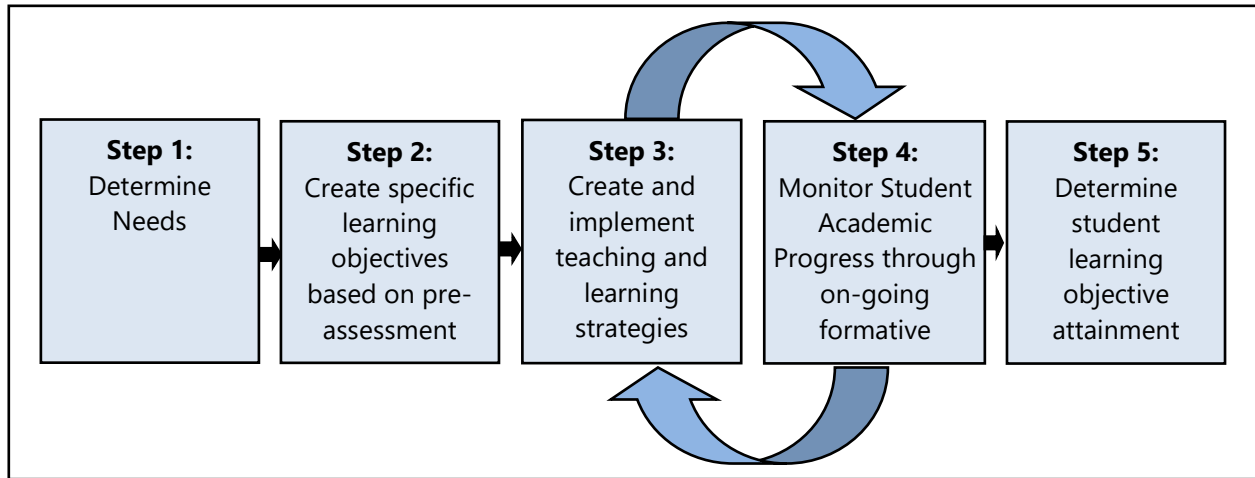 Step 1:
Determine
Needs
Step 2:
Create specific
learning
objectives
based on pre-
assessment
Step 3:
Create and
implement
teaching and
learning
strategies
Step 4:
Monitor Student
Academic
Progress through
on-going
formative
Step 5:
Determine
student
learning
objective
attainment